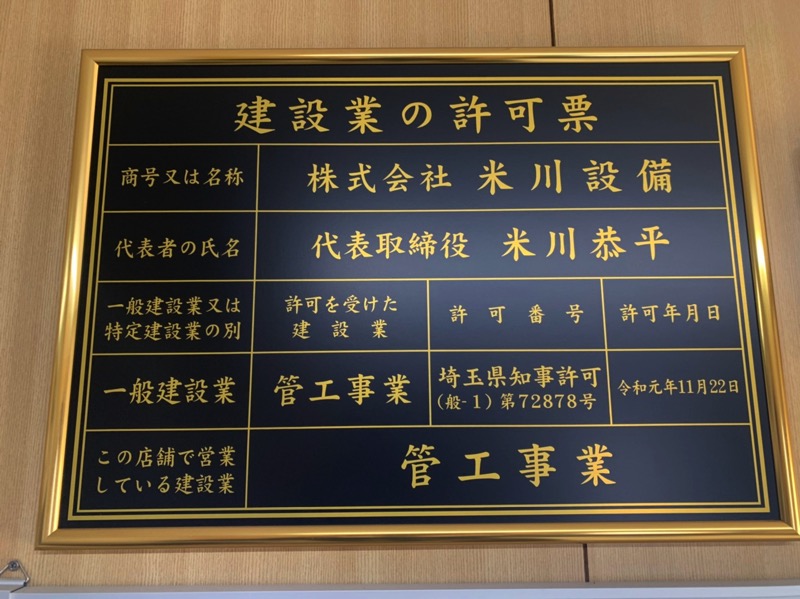 建設業の許可票
商号又は名称
株式会社 米川設備
代表者の氏名
代表取締役 米川恭平
一般建設業又は
特定建設業の別
許可を受けた
建設業
許可番号
許可年月日
一般建設業
管工事業
埼玉県知事許可
(般-1)第72878号
令和元年11月22日
この店舗で営業
している建設業
管工事業